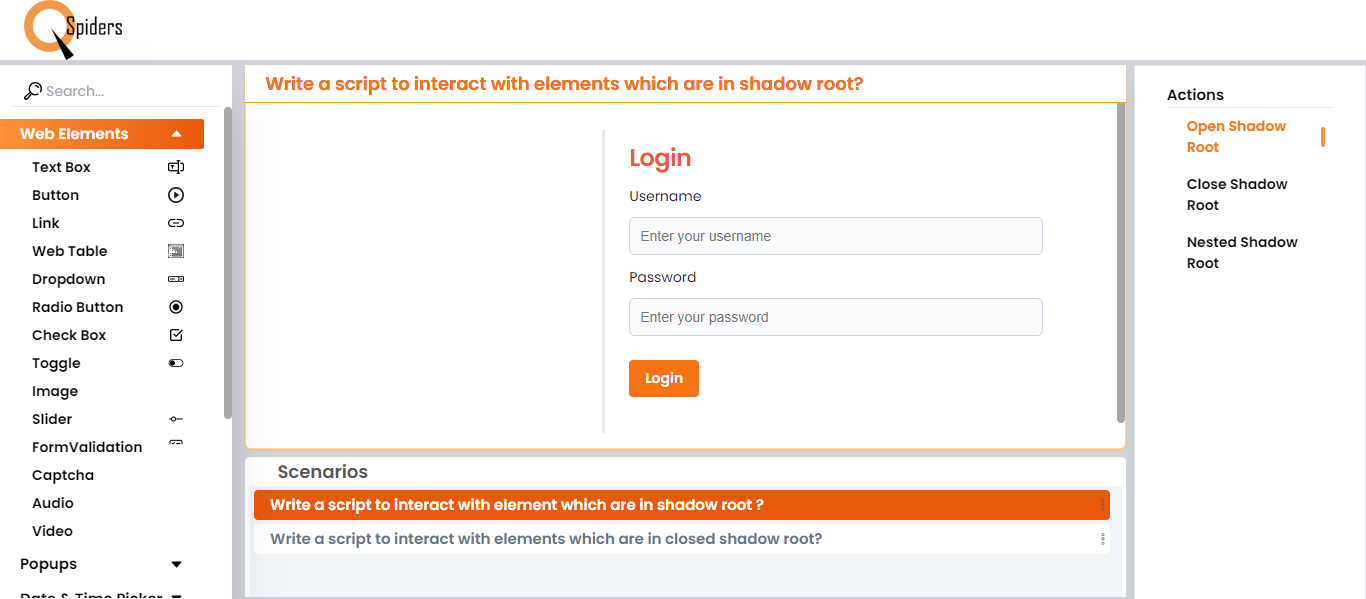 Spiders
Search...
Web Elements
Text Box
Button
Link
Web Table
Dropdown
Radio Button
Check Box
Toggle
Image
Slider
FormValidation
Captcha
Audio
Video
Popups
Date & Time Picker
Write a script to interact with elements which are in shadow root?
Login
Username
Enter your username
Password
Enter your password
Login
Scenarios
Write a script to interact with element which are in shadow root ?
Write a script to interact with elements which are in closed shadow root?
Actions
Open Shadow
Root
Close Shadow
Root
Nested Shadow
Root